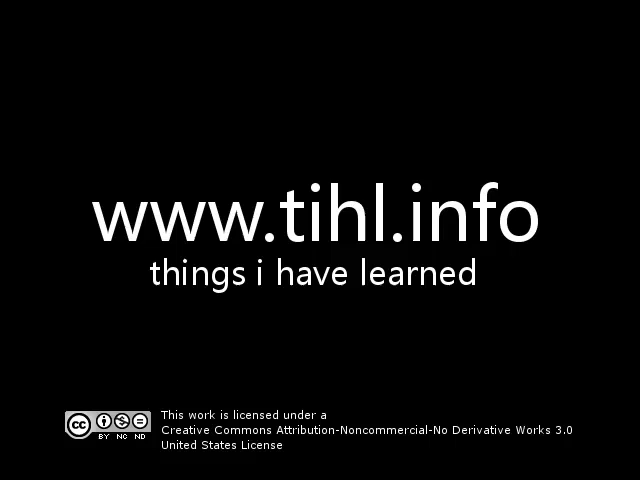 www.tihl.info
things i have learned
This work is licensed under a
Creative Commons Attribution-Noncommercial-No Derivative Works 3.0
United States License
cc
BY NC ND